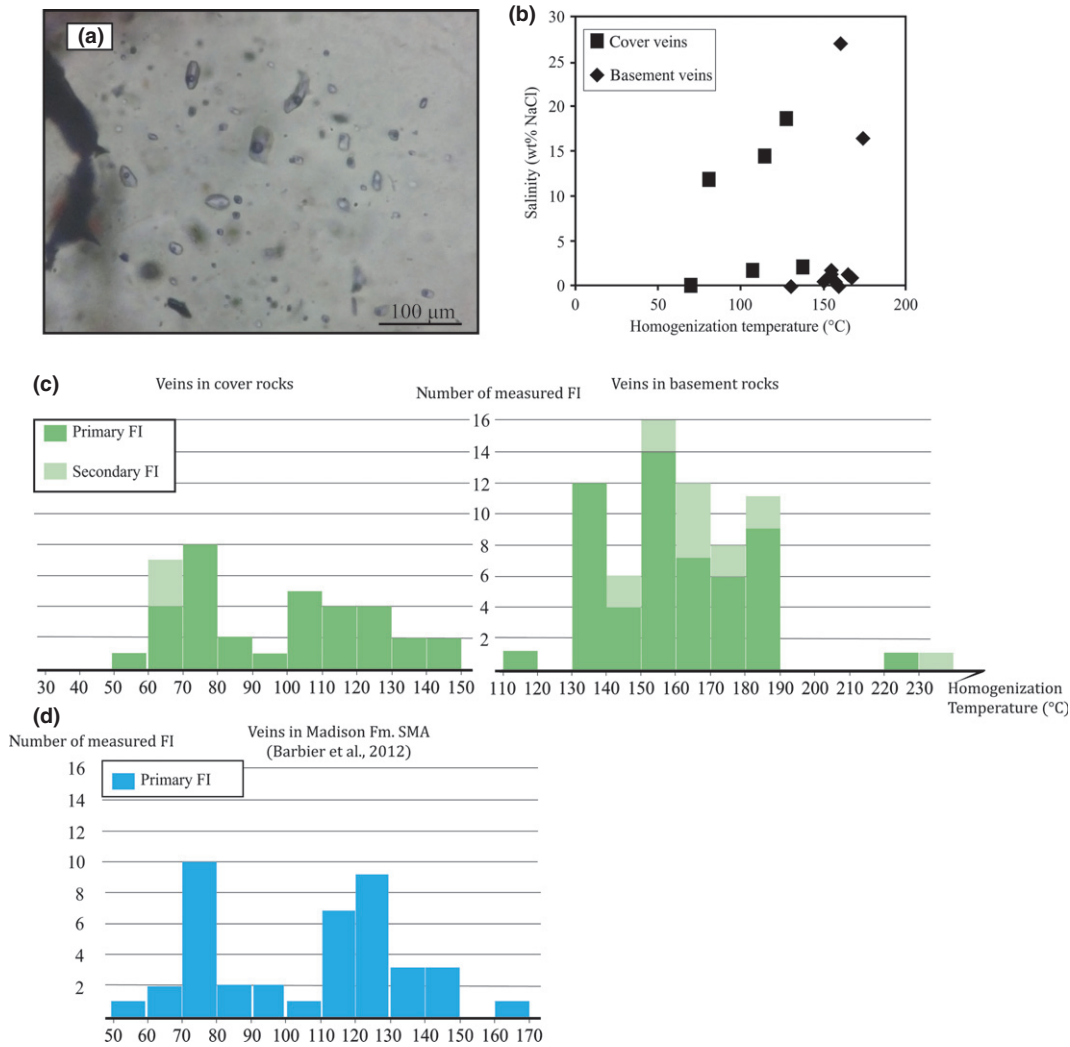 (a)
100 µm
(b)
30
25
20
15
10
5
0
Salinity (wt% NaCl)
Cover veins
Basement veins
0 50 100 150 200
Homogenization temperature (°C)
(c)
Veins in cover rocks
Number of measured FI
Veins in basement rocks
Primary FI
Secondary FI
16
14
12
10
8
6
4
2
30 40 50 60 70 80 90 100 110 120 130 140 150
110 120 130 140 150 160 170 180 190 200 210 220 230
Homogenization
Temperature (°C)
(d)
Number of measured FI
Veins in Madison Fm. SMA
(Barbier et al., 2012)
Primary FI
16
14
12
10
8
6
4
2
50 60 70 80 90 100 110 120 130 140 150 160 170